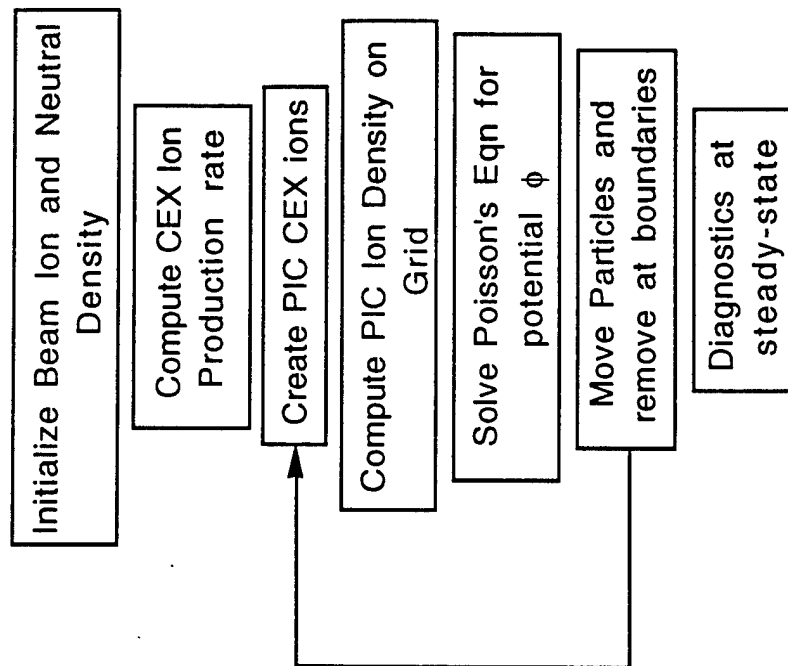 Initialize Beam Ion and Neutral
Density
Compute CEX Ion
Production rate
Create PIC CEX ions
Compute PIC Ion Density on
Grid
Solve Poisson's Eqn for
potential ϕ
Move Particles and
remove at boundaries
Diagnostics at
steady-state